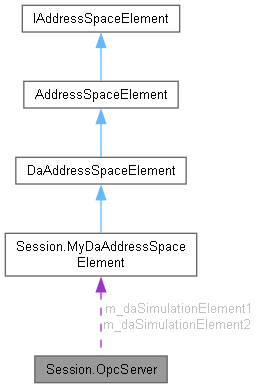 IAddressSpaceElement
AddressSpaceElement
DaAddressSpaceElement
Session.MyDaAddressSpace
Element
m_daSimulationElement1
m_daSimulationElement2
Session.OpcServer